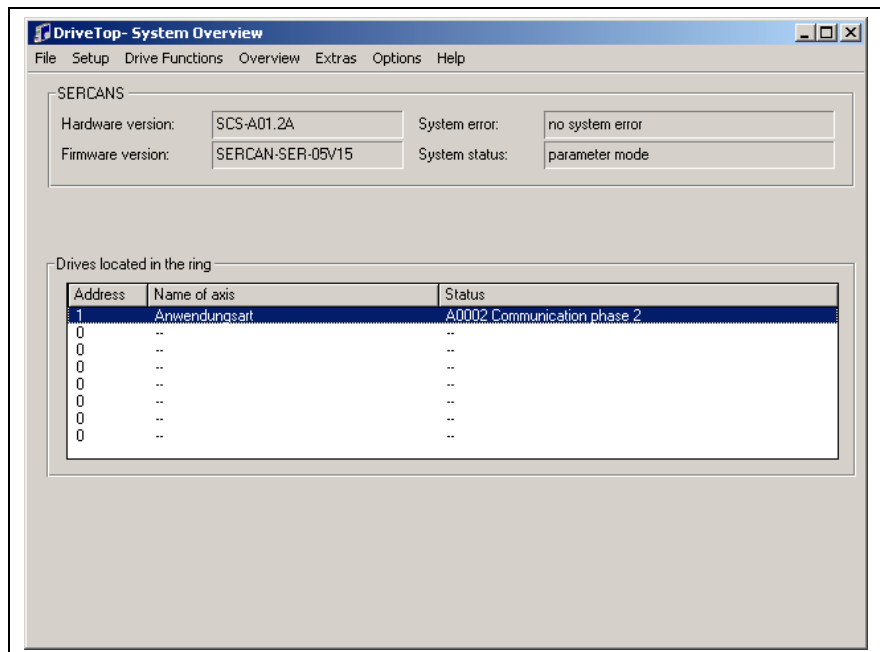 DriveTop- System Overview
File Setup Drive Functions Overview Extras Options Help
SERCANS
Hardware version: SCS-A01.2A System error: no system error
Firmware version: SERCAN-SER-05V15 System status: parameter mode
Drives located in the ring
Address Name of axis Status
1 Anwendungsart A0002 Communication phase 2
0 -- --
0 -- --
0 -- --
0 -- --
0 -- --
0 -- --
0 -- --